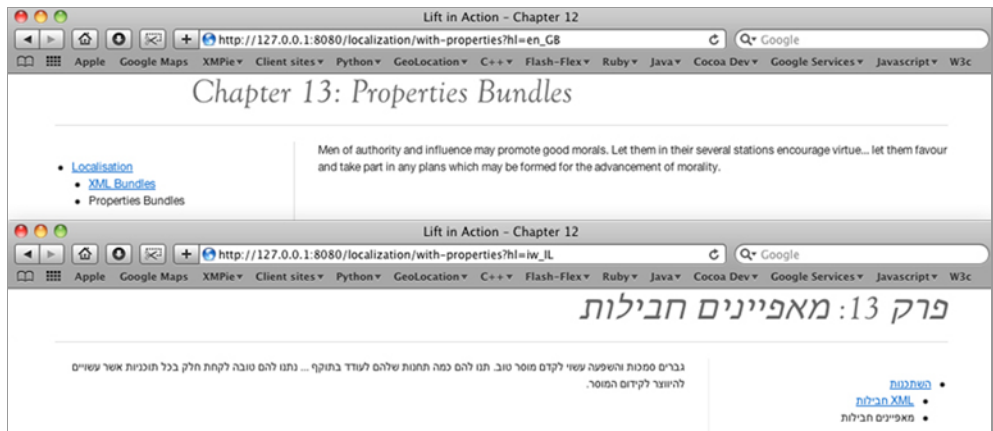 Lift in Action – Chapter 12
http://127.0.0.1:8080/localization/with-properties?hl=en_GB
Google
Apple Google Maps XMPie Client sites Python GeoLocation C++ Flash-Flex Ruby Java Cocoa Dev Google Services Javascript W3c
Chapter 13: Properties Bundles
Localisation
XML Bundles
Properties Bundles
Men of authority and influence may promote good morals. Let them in their several stations encourage virtue... let them favour
and take part in any plans which may be formed for the advancement of morality.
Lift in Action – Chapter 12
http://127.0.0.1:8080/localization/with-properties?hl=iw_IL
Google
Apple Google Maps XMPie Client sites Python GeoLocation C++ Flash-Flex Ruby Java Cocoa Dev Google Services Javascript W3c
פרק 13: מאפיינים חבילות
השתכנות
XML חבילות
מאפיינים חבילות
גברים סמכות והשפעה עשוי לקדם מוסר טוב. תנו להם כמה תחנות שלהם לעודד בתוקף ... נתנו להם טובה לקחת חלק בכל תוכניות אשר עשויים
להיווצר לקידום המוסר.